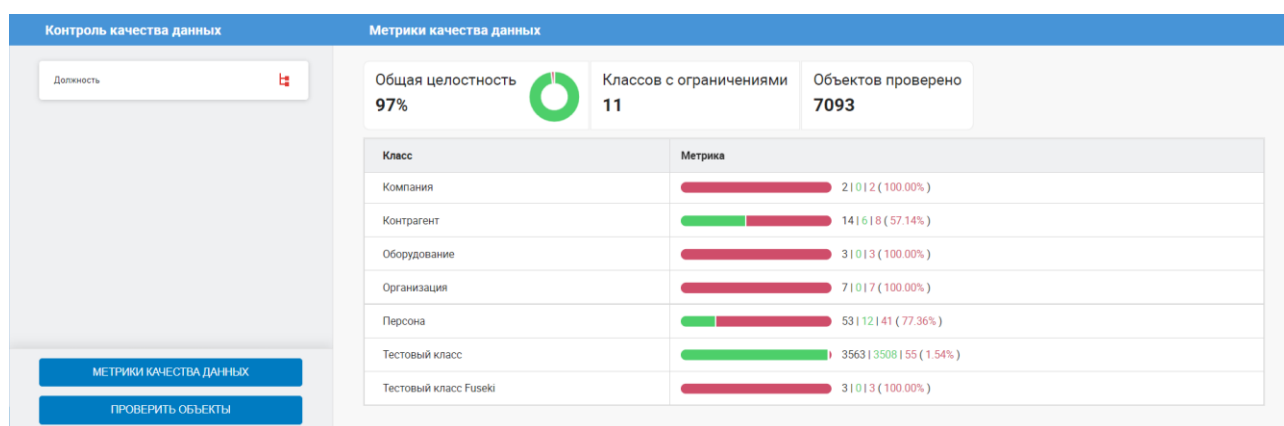 Контроль качества данных
Должность
МЕТРИКИ КАЧЕСТВА ДАННЫХ
ПРОВЕРИТЬ ОБЪЕКТЫ
Метрики качества данных
Общая целостность
97%
Классов с ограничениями
11
Объектов проверено
7093
Класс Метрика
Компания 2 | 0 | 2 ( 100.00% )
Контрагент 14 | 6 | 8 ( 57.14% )
Оборудование 3 | 0 | 3 ( 100.00% )
Организация 7 | 0 | 7 ( 100.00% )
Персона 53 | 12 | 41 ( 77.36% )
Тестовый класс 3563 | 3508 | 55 ( 1.54% )
Тестовый класс Fuseki 3 | 0 | 3 ( 100.00% )